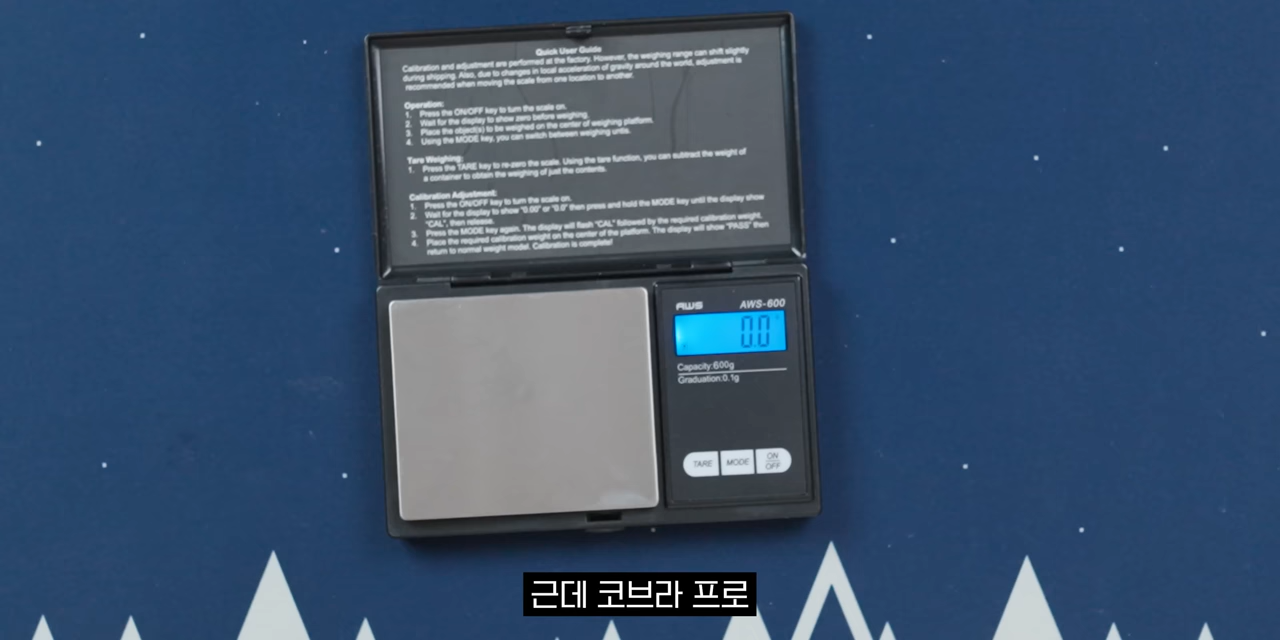 Quick User Guide
Calibration and adjustment are performed at the factory. However, the weighing range can shift slightly
during shipping. Also, due to changes in local acceleration of gravity around the world, adjustment is
recommended when moving the scale from one location to another.
Operation:
1. Press the ON/OFF key to turn the scale on.
2. Wait for the display to show zero before weighing.
3. Place the object(s) to be weighed on the center of weighing platform.
4. Using the MODE key, you can switch between weighing units.
Tare Weighing:
1. Press the TARE key to re-zero the scale. Using the tare function, you can subtract the weight of
a container to obtain the weighing of just the contents.
Calibration Adjustment:
1. Press the ON/OFF key to turn the scale on.
2. Wait for the display to show "0.00" or "0.0" then press and hold the MODE key until the display show
"CAL", then release.
3. Press the MODE key again. The display will flash "CAL" followed by the required calibration weight.
4. Place the required calibration weight on the center of the platform. The display will show "PASS" then
return to normal weight model. Calibration is complete!
AWS AWS-600
0.0
Capacity:600g
Graduation:0.1g
TARE MODE ON
OFF
근데 코브라 프로